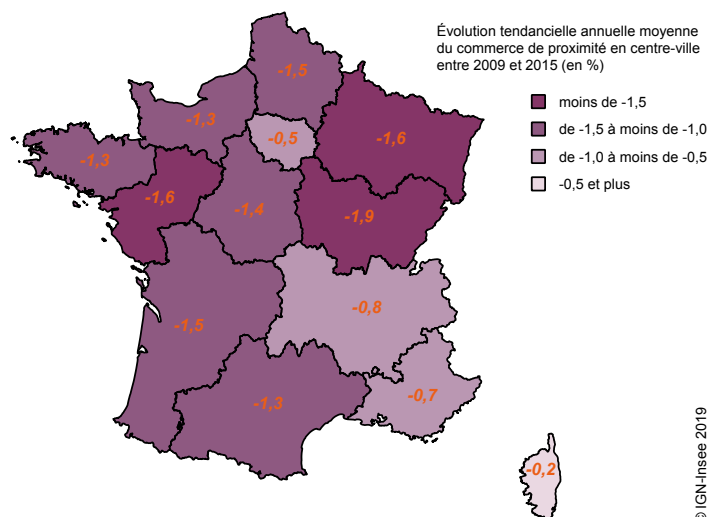 Évolution tendancielle annuelle moyenne
du commerce de proximité en centre-ville
entre 2009 et 2015 (en %)
moins de -1,5
de -1,5 à moins de -1,0
de -1,0 à moins de -0,5
-0,5 et plus
-1,5
-1,3
-0,5
-1,6
-1,3
-1,6
-1,4
-1,9
-0,8
-1,5
-0,7
-1,3
-0,2
© IGN-Insee 2019